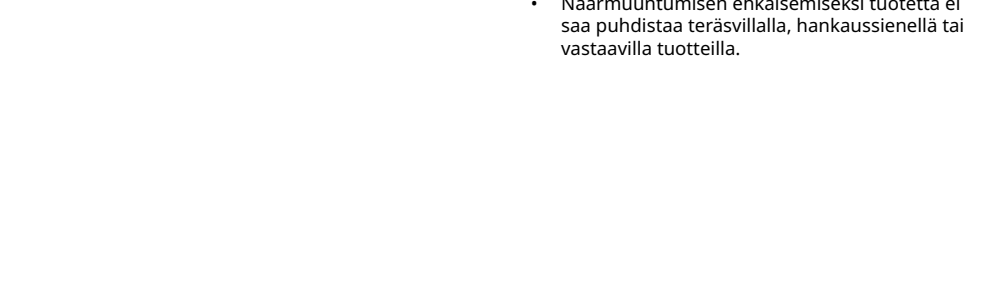 • Naarmuuntumisen ehkäisemiseksi tuotetta ei
saa puhdistaa teräsvillalla, hankaussienellä tai
vastaavilla tuotteilla.